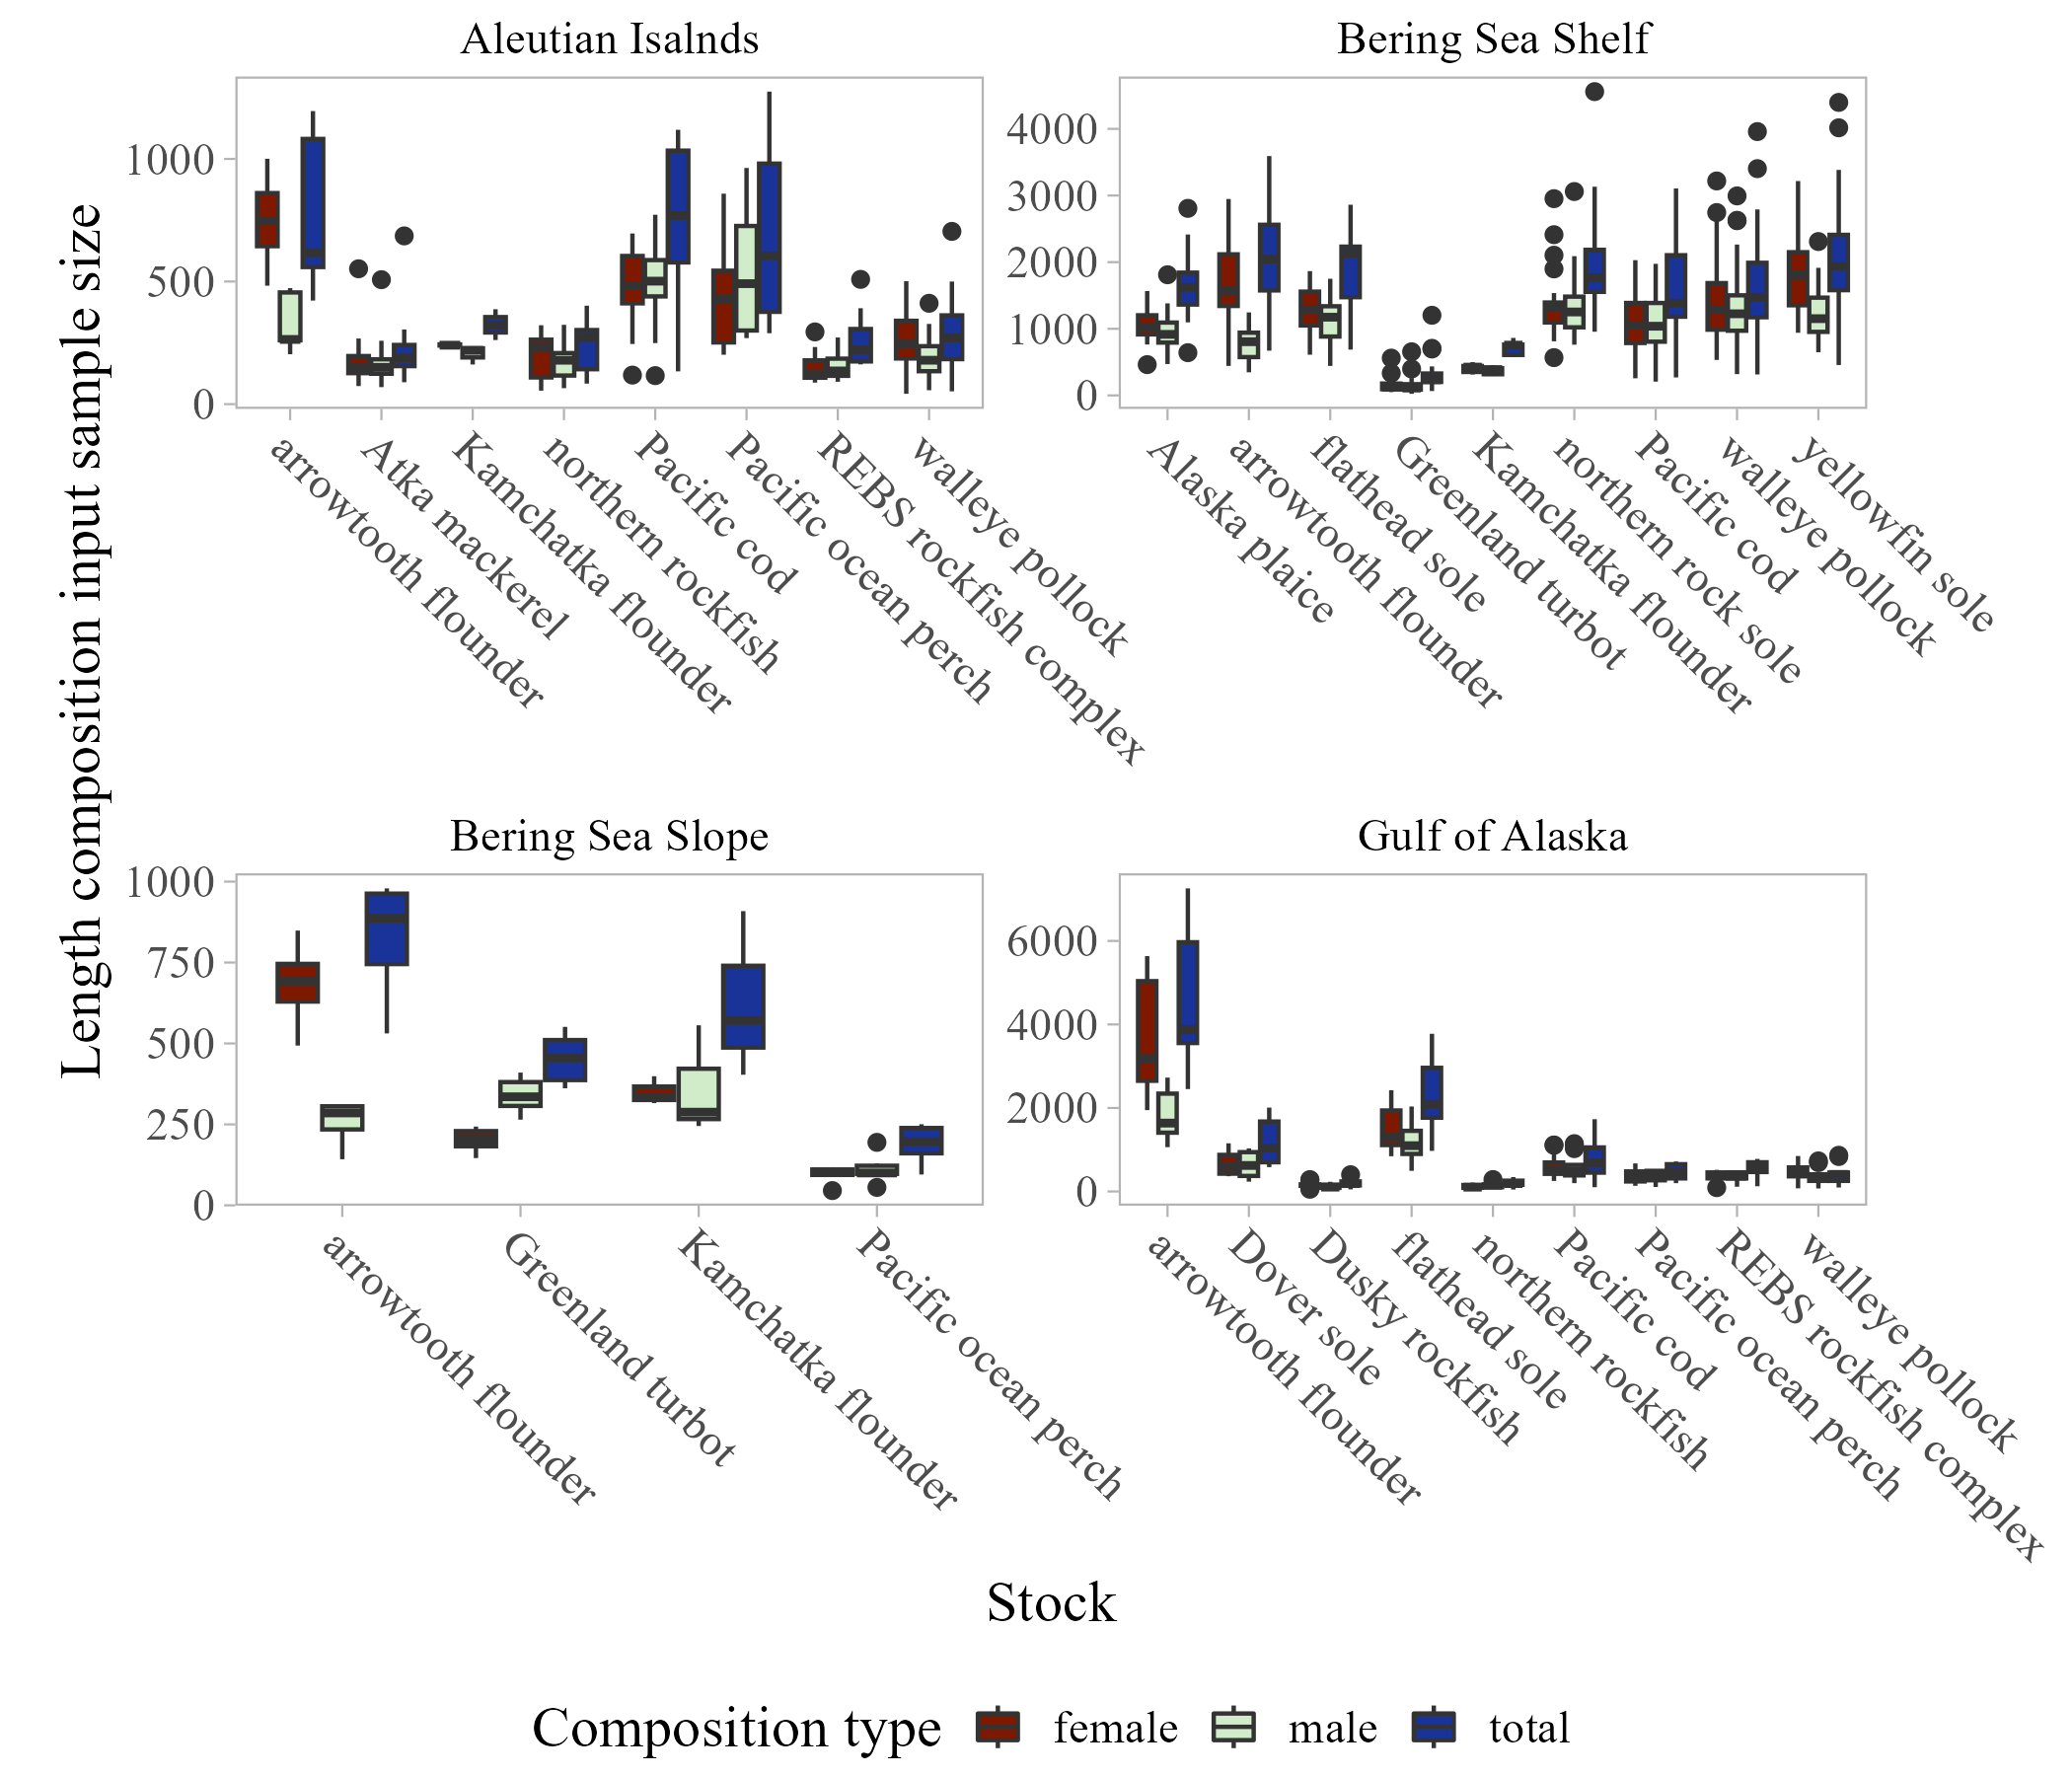 Aleutian Isalnds
Bering Sea Shelf
Length composition input sample size
1000
500
0
4000
3000
2000
1000
0
arrowtooth flounder
Atka mackerel
Kamchatka flounder
northern rockfish
Pacific cod
Pacific ocean perch
REBS rockfish complex
walleye pollock
Alaska plaice
arrowtooth flounder
flathead sole
Greenland turbot
Kamchatka flounder
northern rock sole
Pacific cod
walleye pollock
yellowfin sole
Bering Sea Slope
Gulf of Alaska
1000
750
500
250
0
6000
4000
2000
0
arrowtooth flounder
Greenland turbot
Kamchatka flounder
Pacific ocean perch
arrowtooth flounder
Dover sole
Dusky rockfish
flathead sole
northern rockfish
Pacific cod
Pacific ocean perch
REBS rockfish complex
walleye pollock
Stock
Composition type female male total